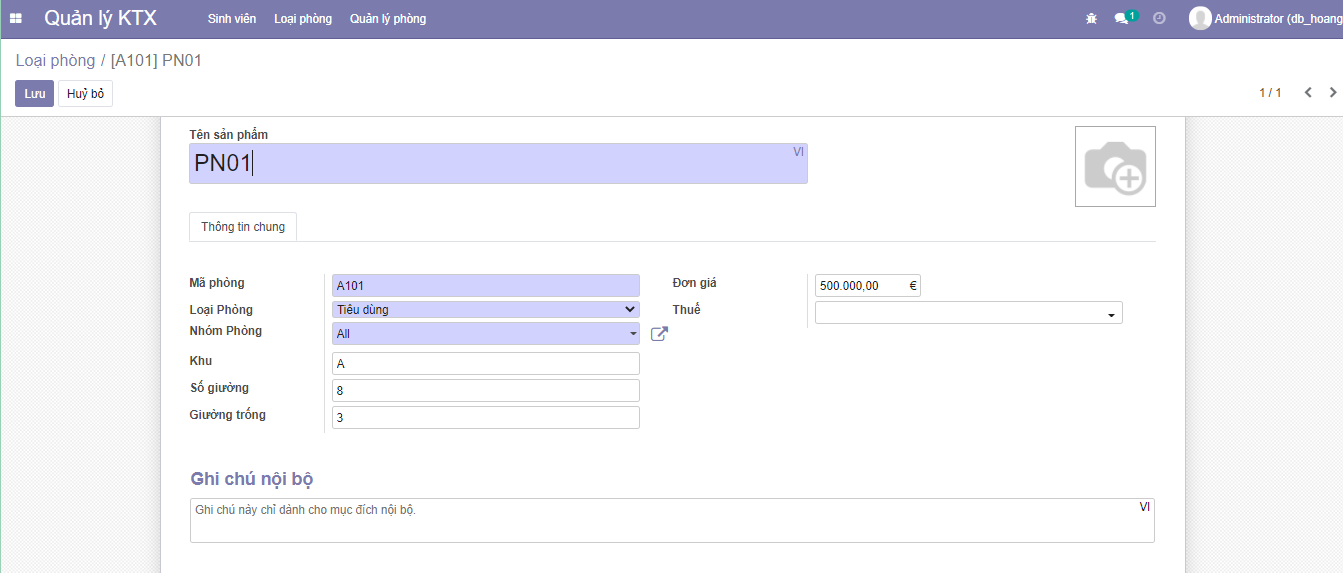 Quản lý KTX Sinh viên Loại phòng Quản lý phòng 1 Administrator (db_hoang
Loại phòng / [A101] PN01
Lưu Huỷ bỏ 1 / 1
Tên sản phẩm
PN01 VI
Thông tin chung
Mã phòng A101 Đơn giá 500.000,00 €
Loại Phòng Tiêu dùng Thuế
Nhóm Phòng All
Khu A
Số giường 8
Giường trống 3
Ghi chú nội bộ
Ghi chú này chỉ dành cho mục đích nội bộ. VI